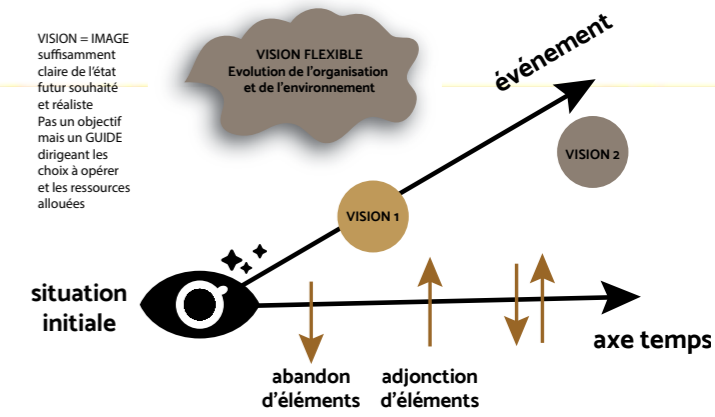 VISION = IMAGE
suffisamment
claire de l'état
futur souhaité
et réaliste
Pas un objectif
mais un GUIDE
dirigeant les
choix à opérer
et les ressources
allouées
VISION FLEXIBLE
Evolution de l'organisation
et de l'environnement
événement
VISION 2
VISION 1
situation
initiale
axe temps
abandon
d'éléments
adjonction
d'éléments